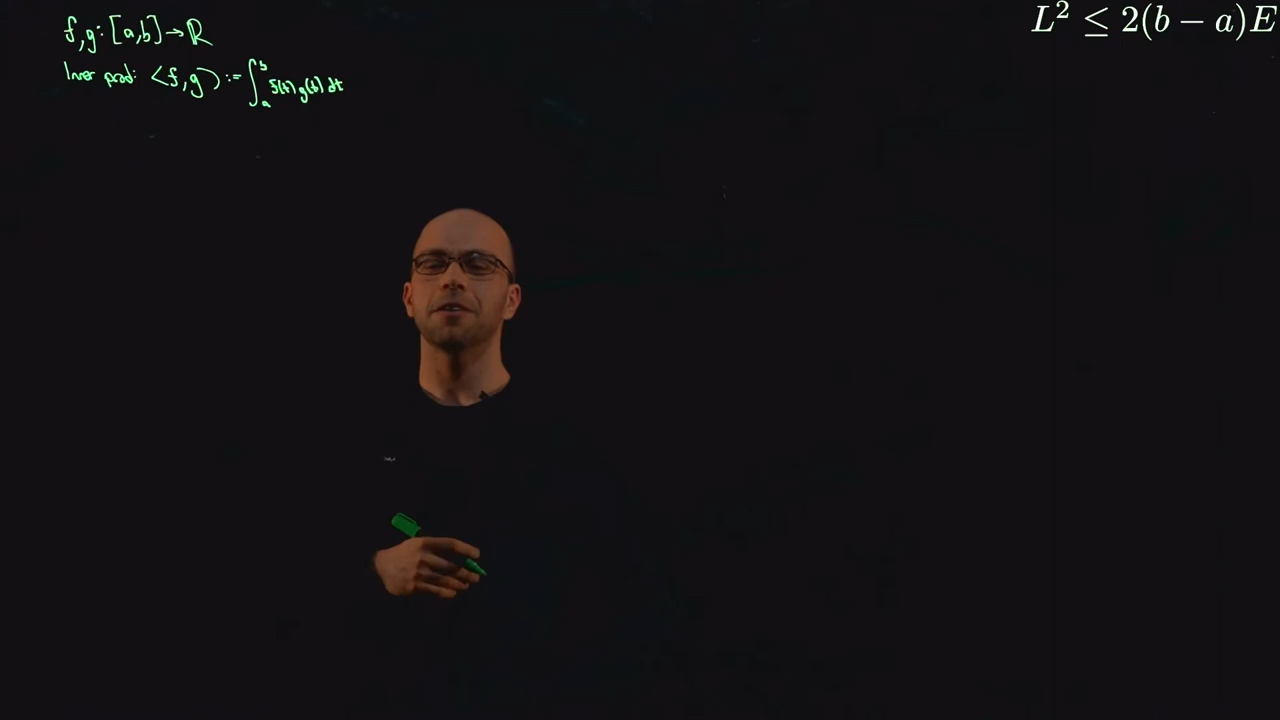 f,g: [a,b] → ℝ
Inner prod: <f,g> := ∫_a^b f(t) g(t) dt
L² ≤ 2(b − a)E